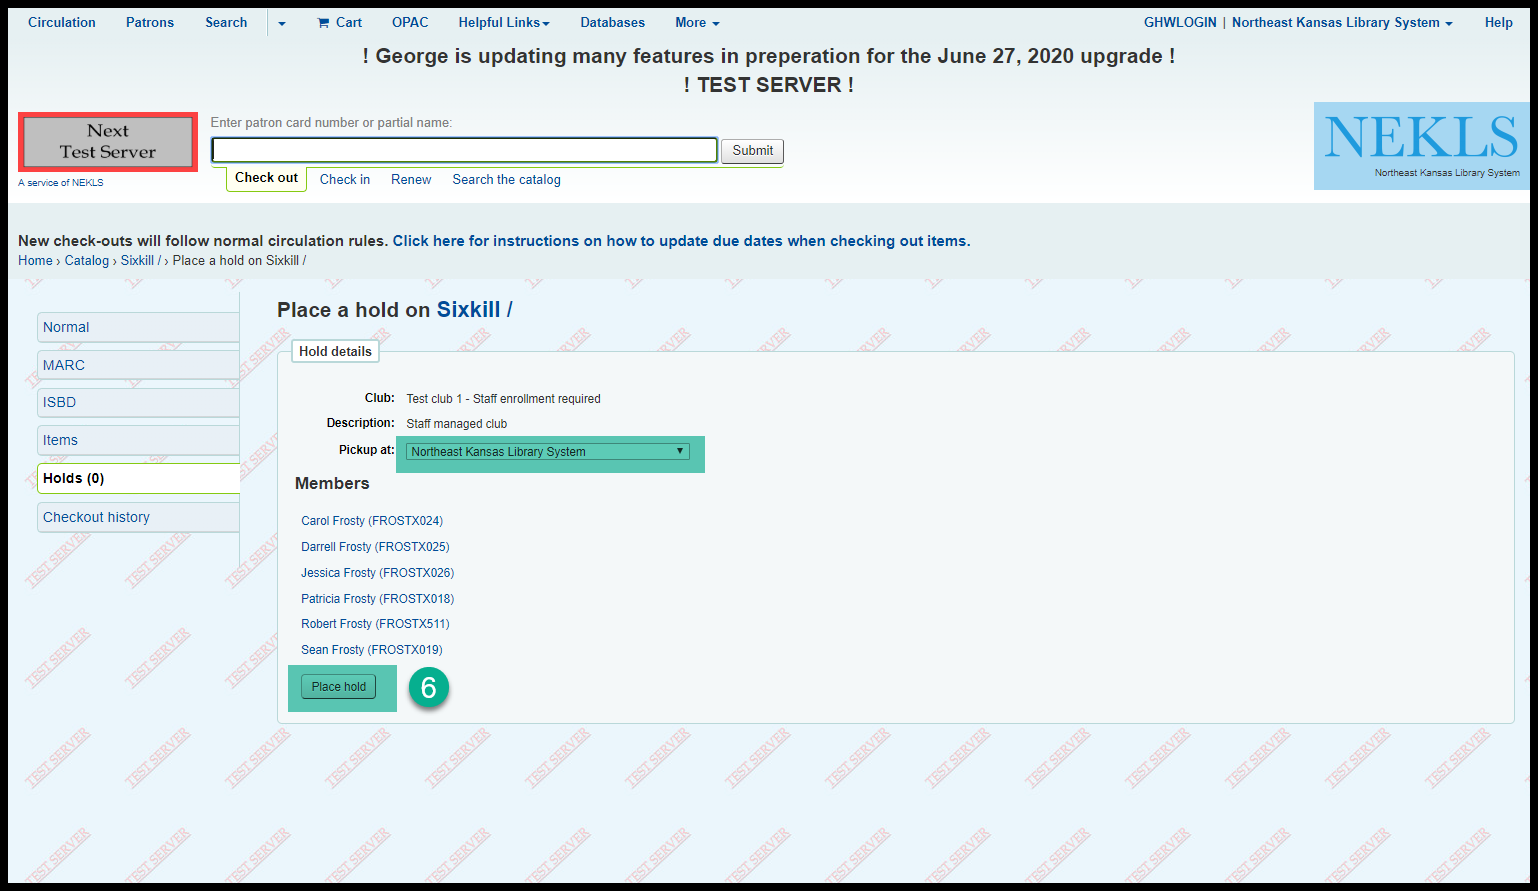 Circulation Patrons Search Cart OPAC Helpful Links Databases More GHWLOGIN | Northeast Kansas Library System Help
! George is updating many features in preperation for the June 27, 2020 upgrade !
! TEST SERVER !
Next
Test Server
A service of NEKLS
Enter patron card number or partial name:
Submit
Check out Check in Renew Search the catalog
NEKLS
Northeast Kansas Library System
New check-outs will follow normal circulation rules. Click here for instructions on how to update due dates when checking out items.
Home › Catalog › Sixkill / › Place a hold on Sixkill /
Normal
MARC
ISBD
Items
Holds (0)
Checkout history
Place a hold on Sixkill /
Hold details
Club: Test club 1 - Staff enrollment required
Description: Staff managed club
Pickup at: Northeast Kansas Library System
Members
Carol Frosty (FROSTX024)
Darrell Frosty (FROSTX025)
Jessica Frosty (FROSTX026)
Patricia Frosty (FROSTX018)
Robert Frosty (FROSTX511)
Sean Frosty (FROSTX019)
Place hold
6
TEST SERVER